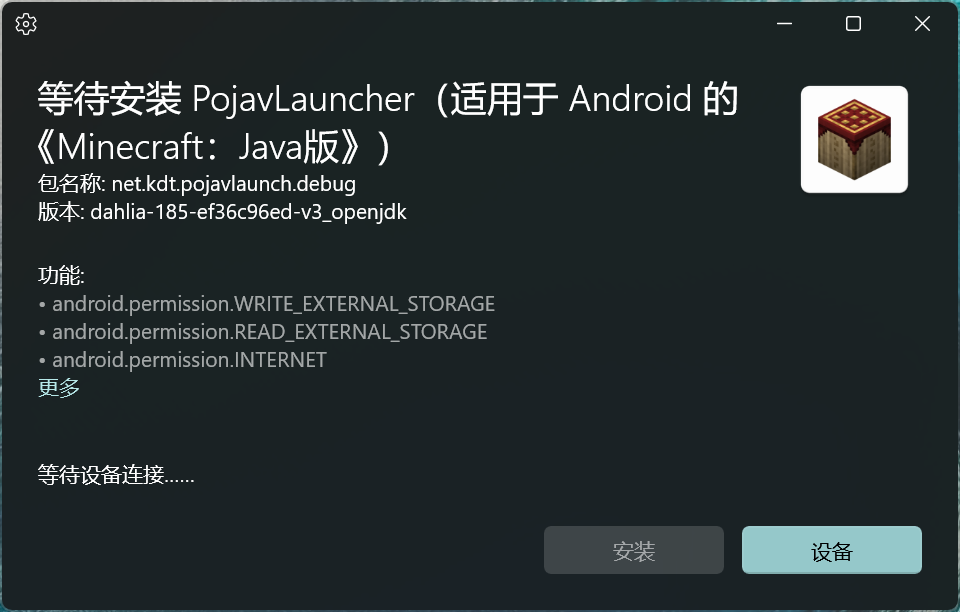 等待安装 PojavLauncher（适用于 Android 的
《Minecraft：Java版》）
包名称: net.kdt.pojavlaunch.debug
版本: dahlia-185-ef36c96ed-v3_openjdk
功能:
• android.permission.WRITE_EXTERNAL_STORAGE
• android.permission.READ_EXTERNAL_STORAGE
• android.permission.INTERNET
更多
等待设备连接......
安装
设备